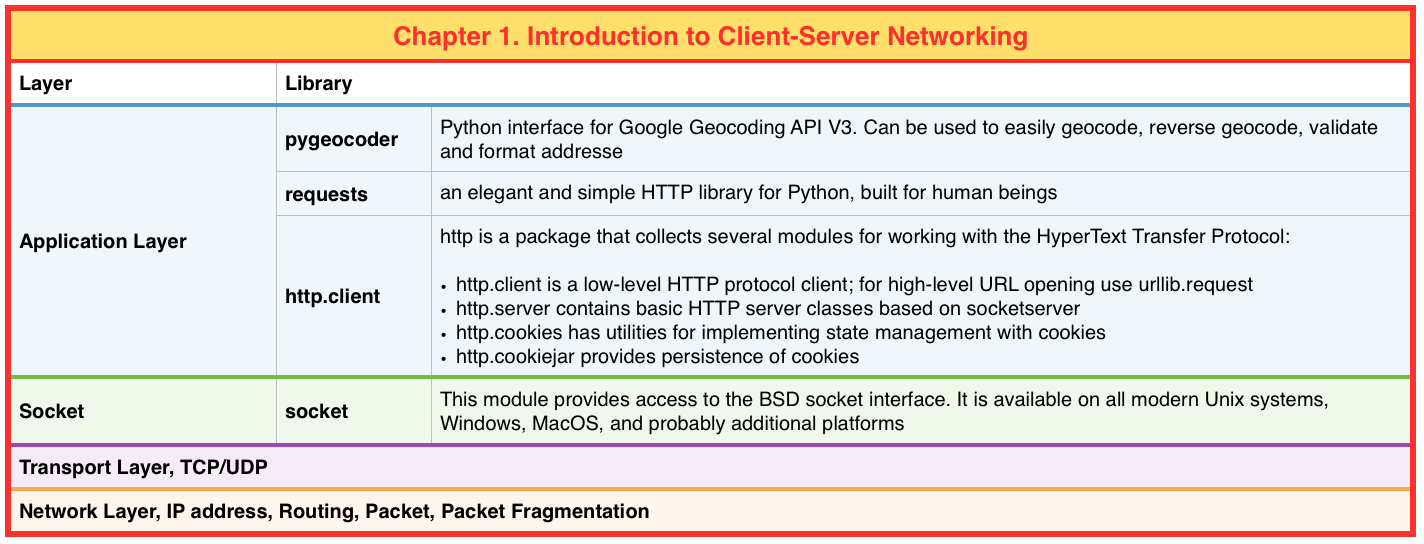 Chapter 1. Introduction to Client-Server Networking
Layer
Library
Application Layer
pygeocoder
Python interface for Google Geocoding API V3. Can be used to easily geocode, reverse geocode, validate
and format addresse
requests
an elegant and simple HTTP library for Python, built for human beings
http.client
http is a package that collects several modules for working with the HyperText Transfer Protocol:
• http.client is a low-level HTTP protocol client; for high-level URL opening use urllib.request
• http.server contains basic HTTP server classes based on socketserver
• http.cookies has utilities for implementing state management with cookies
• http.cookiejar provides persistence of cookies
Socket
socket
This module provides access to the BSD socket interface. It is available on all modern Unix systems,
Windows, MacOS, and probably additional platforms
Transport Layer, TCP/UDP
Network Layer, IP address, Routing, Packet, Packet Fragmentation